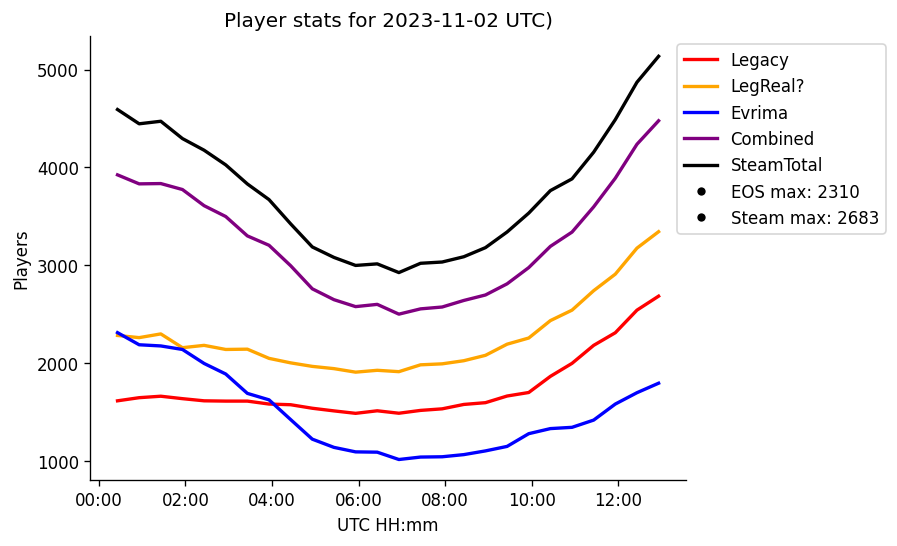 Player stats for 2023-11-02 UTC)
Legacy
LegReal?
Evrima
Combined
SteamTotal
EOS max: 2310
Steam max: 2683
Players
5000
4000
3000
2000
1000
00:00 02:00 04:00 06:00 08:00 10:00 12:00
UTC HH:mm